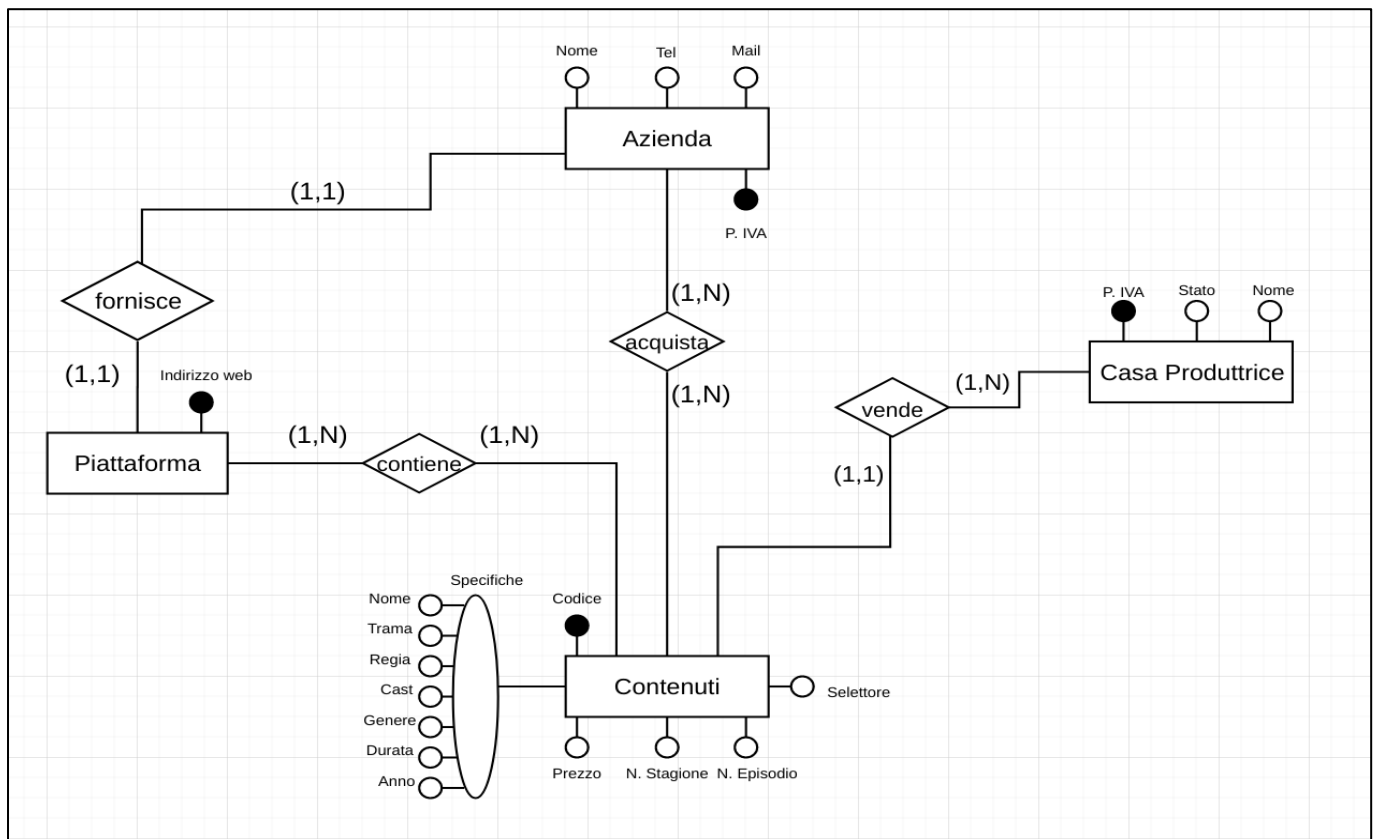 Nome
Tel
Mail
Azienda
(1,1)
P. IVA
fornisce
(1,N)
P. IVA
Stato
Nome
acquista
(1,1)
Indirizzo web
Casa Produttrice
(1,N)
(1,N)
vende
(1,N)
(1,N)
Piattaforma
contiene
(1,1)
Specifiche
Nome
Codice
Trama
Regia
Cast
Contenuti
Selettore
Genere
Durata
Prezzo
N. Stagione
N. Episodio
Anno